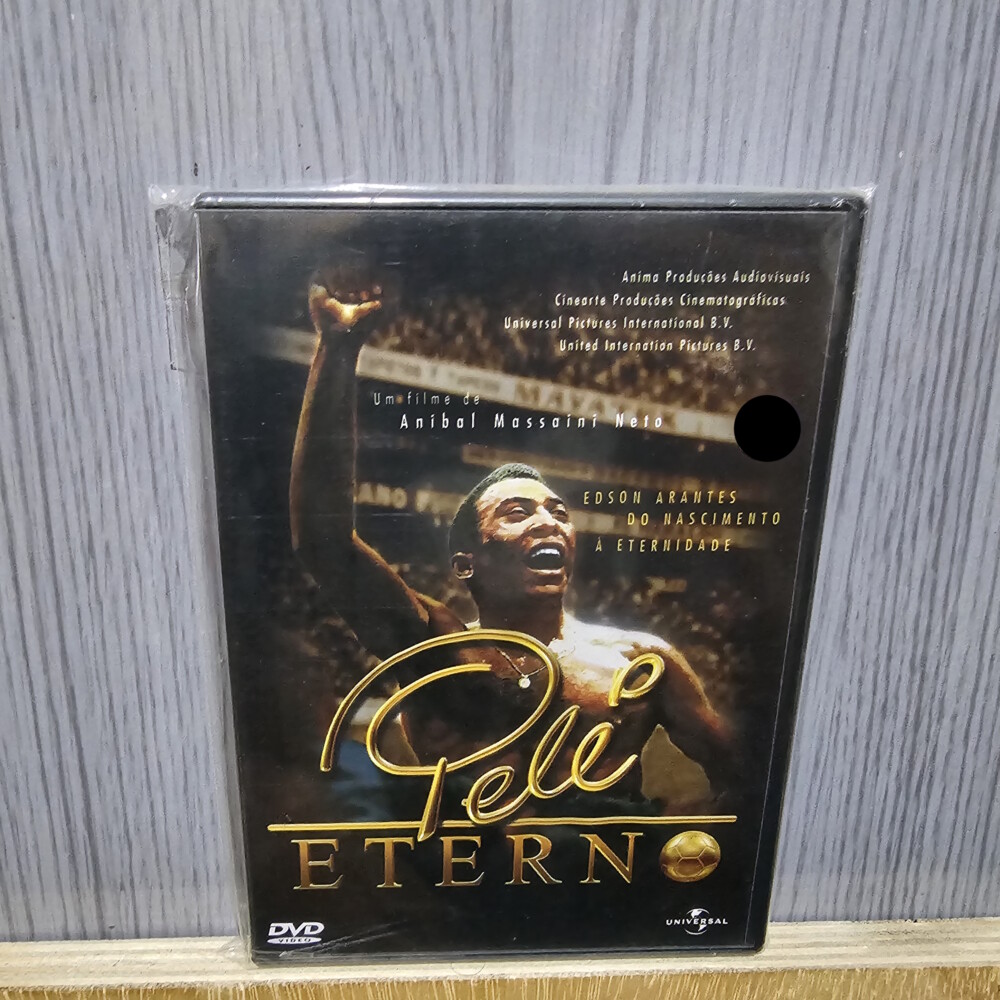 Anima Produções Audiovisuais
Cinearte Produções Cinematográficas
Universal Pictures International B.V.
United Internation Pictures B.V.
Um filme de
Anibal Massaini Neto
EDSON ARANTES
DO NASCIMENTO
À ETERNIDADE
Pelé
ETERNO
DVD
VIDEO
UNIVERSAL